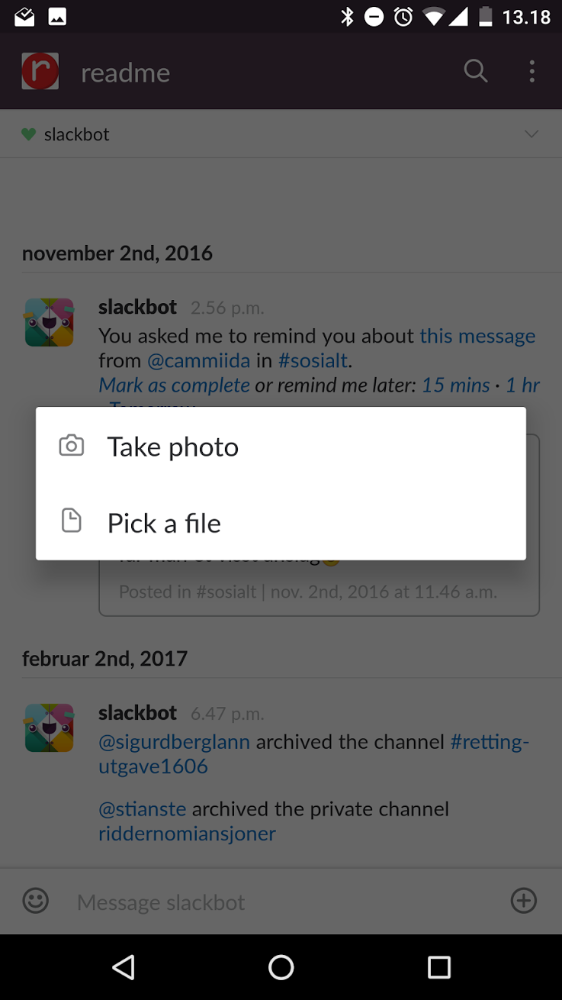 13.18
readme
slackbot
november 2nd, 2016
slackbot 2.56 p.m.
You asked me to remind you about this message
from @cammiida in #sosialt.
Mark as complete or remind me later: 15 mins · 1 hr
Take photo
Pick a file
Posted in #sosialt | nov. 2nd, 2016 at 11.46 a.m.
februar 2nd, 2017
slackbot 6.47 p.m.
@sigurdberglann archived the channel #retting-
utgave1606
@stianste archived the private channel
riddernomiansjoner
Message slackbot